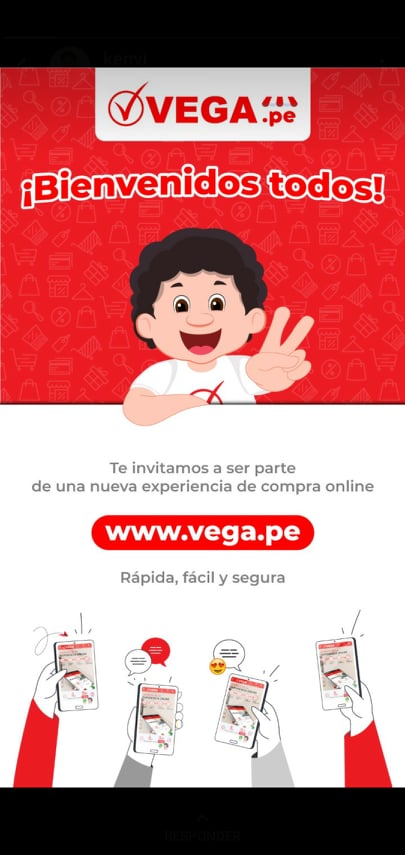 kenvi
VEGA.pe
¡Bienvenidos todos!
Te invitamos a ser parte
de una nueva experiencia de compra online
www.vega.pe
Rápida, fácil y segura
RESPONDER